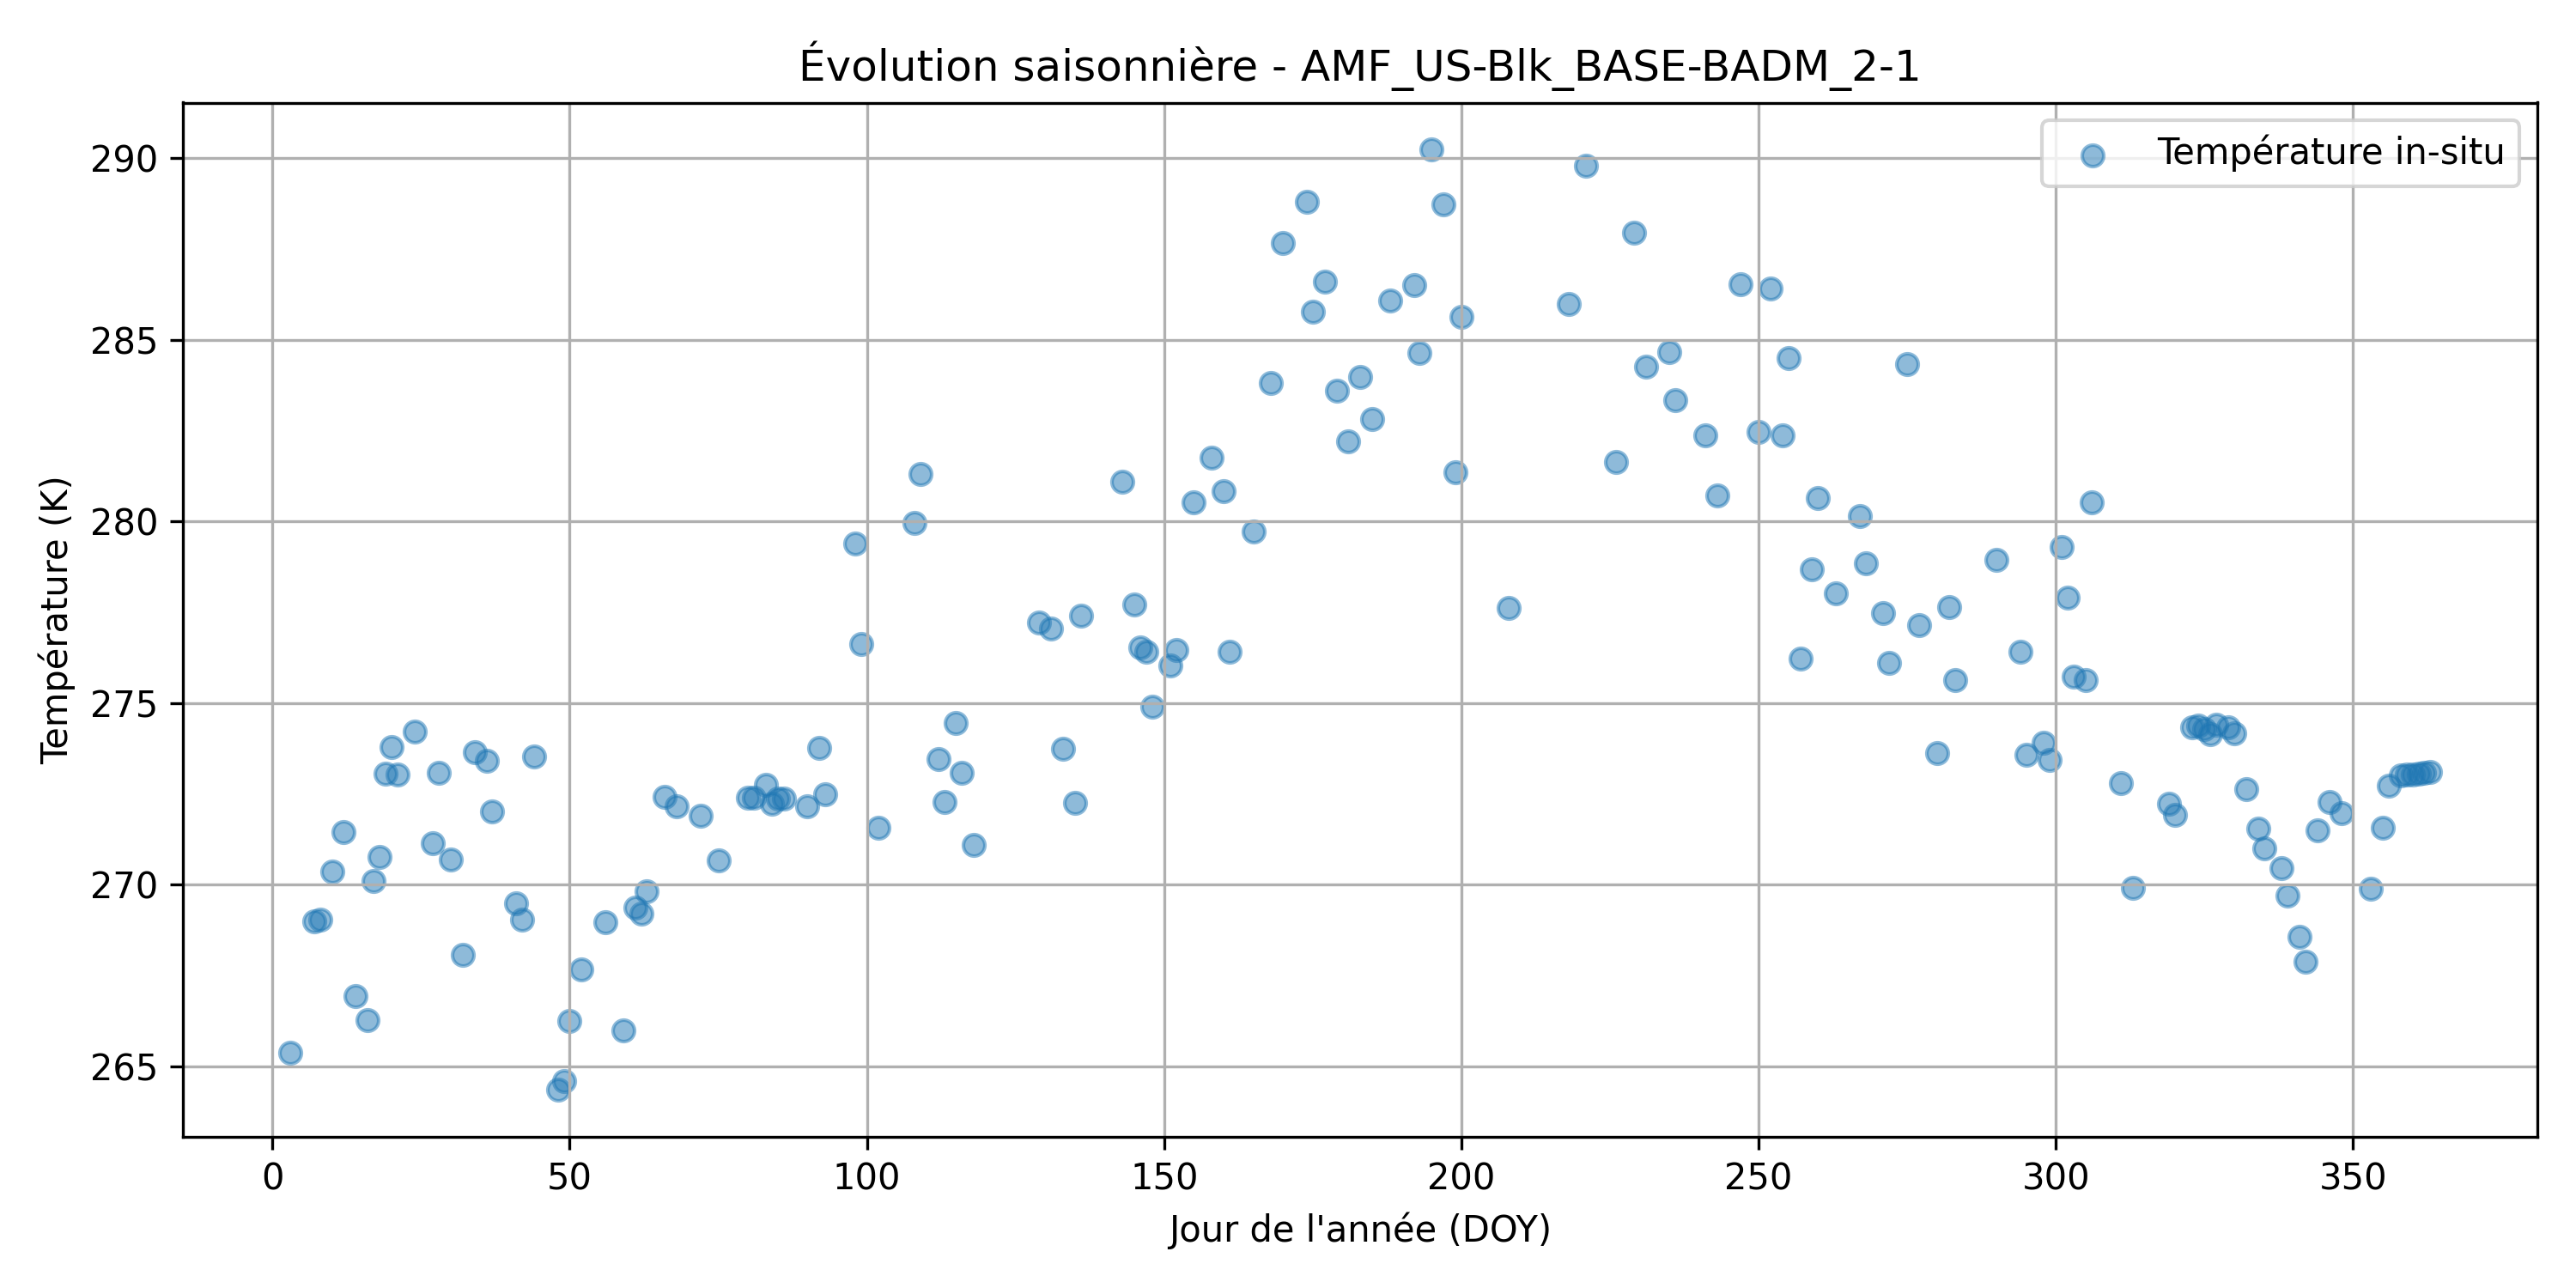 Évolution saisonnière - AMF_US-Blk_BASE-BADM_2-1
Température in-situ
Température (K)
290
285
280
275
270
265
0 50 100 150 200 250 300 350
Jour de l'année (DOY)